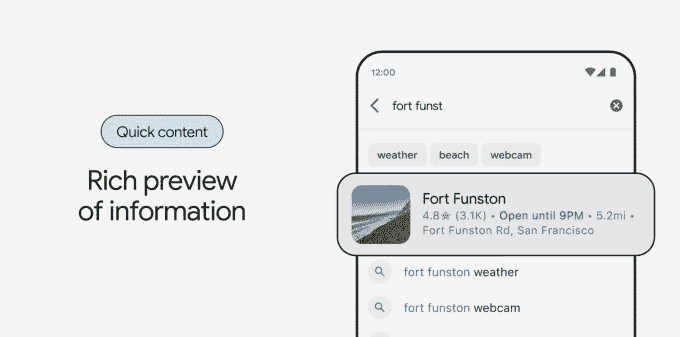 Quick content
Rich preview
of information
12:00
fort funst
weather beach webcam
Fort Funston
4.8★ (3.1K) • Open until 9PM • 5.2mi •
Fort Funston Rd, San Francisco
fort funston weather
fort funston webcam